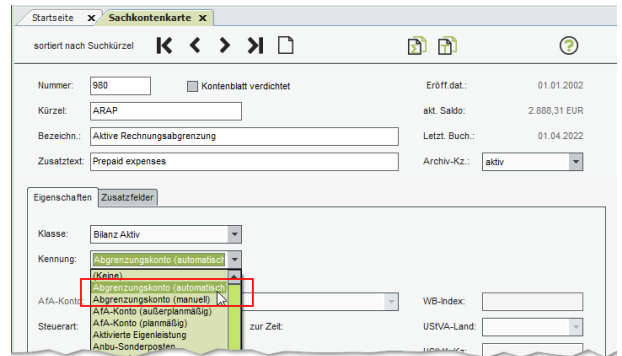 Startseite x Sachkontenkarte x
sortiert nach Suchkürzel
Nummer: 980 Kontenblatt verdichtet Eröff.dat.: 01.01.2002
Kürzel: ARAP akt. Saldo: 2.888,31 EUR
Bezeichn.: Aktive Rechnungsabgrenzung Letzt. Buch.: 01.04.2022
Zusatztext: Prepaid expenses Archiv-Kz.: aktiv
Eigenschaften Zusatzfelder
Klasse: Bilanz Aktiv
Kennung: Abgrenzungskonto (automatisch
(Keine)
Abgrenzungskonto (automatisch)
AfA-Konto Abgrenzungskonto (manuell) WB-Index:
AfA-Konto (außerplanmäßig)
Steuerart: AfA-Konto (planmäßig) zur Zeit: UStVA-Land:
Aktivierte Eigenleistung
Anbu-Sonderposten